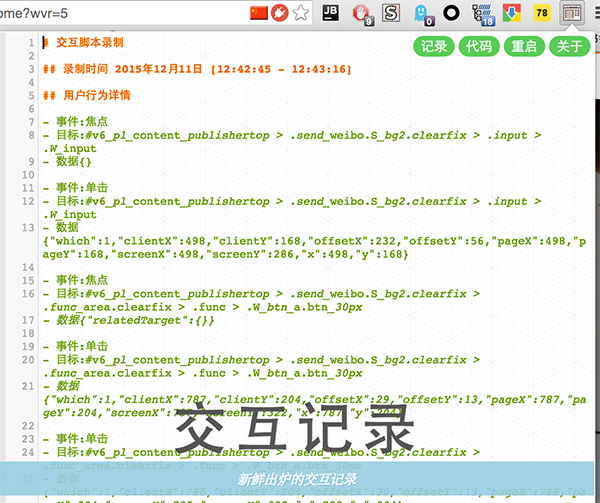 ome?wvr=5
JB
9
S
0
18
78
记录 代码 重启 关于
1 # 交互脚本录制
2
3 ## 录制时间 2015年12月11日 [12:42:45 - 12:43:16]
4
5 ## 用户行为详情
6
7 - 事件:焦点
8 - 目标:#v6_pl_content_publishertop > .send_weibo.S_bg2.clearfix > .input >
.W_input
9 - 数据{}
10
11 - 事件:单击
12 - 目标:#v6_pl_content_publishertop > .send_weibo.S_bg2.clearfix > .input >
.W_input
13 - 数据
{"which":1,"clientX":498,"clientY":168,"offsetX":232,"offsetY":56,"pageX":498,"p
ageY":168,"screenX":498,"screenY":286,"x":498,"y":168}
14
15 - 事件:焦点
16 - 目标:#v6_pl_content_publishertop > .send_weibo.S_bg2.clearfix >
.func_area.clearfix > .func > .W_btn_a.btn_30px
17 - 数据{"relatedTarget":{}}
18
19 - 事件:单击
20 - 目标:#v6_pl_content_publishertop > .send_weibo.S_bg2.clearfix >
.func_area.clearfix > .func > .W_btn_a.btn_30px
21 - 数据
{"which":1,"clientX":787,"clientY":204,"offsetX":29,"offsetY":13,"pageX":787,"pa
geY":204,"screenX":787,"screenY":322,"x":787,"y":204}
22
交互记录
23 - 事件:单击
24 - 目标:#v6_pl_content_publishertop > .send_weibo.S_bg2.clearfix >
.func_area.clearfix > .func > .W_btn_a.btn_30px
新鲜出炉的交互记录
25 - 数据